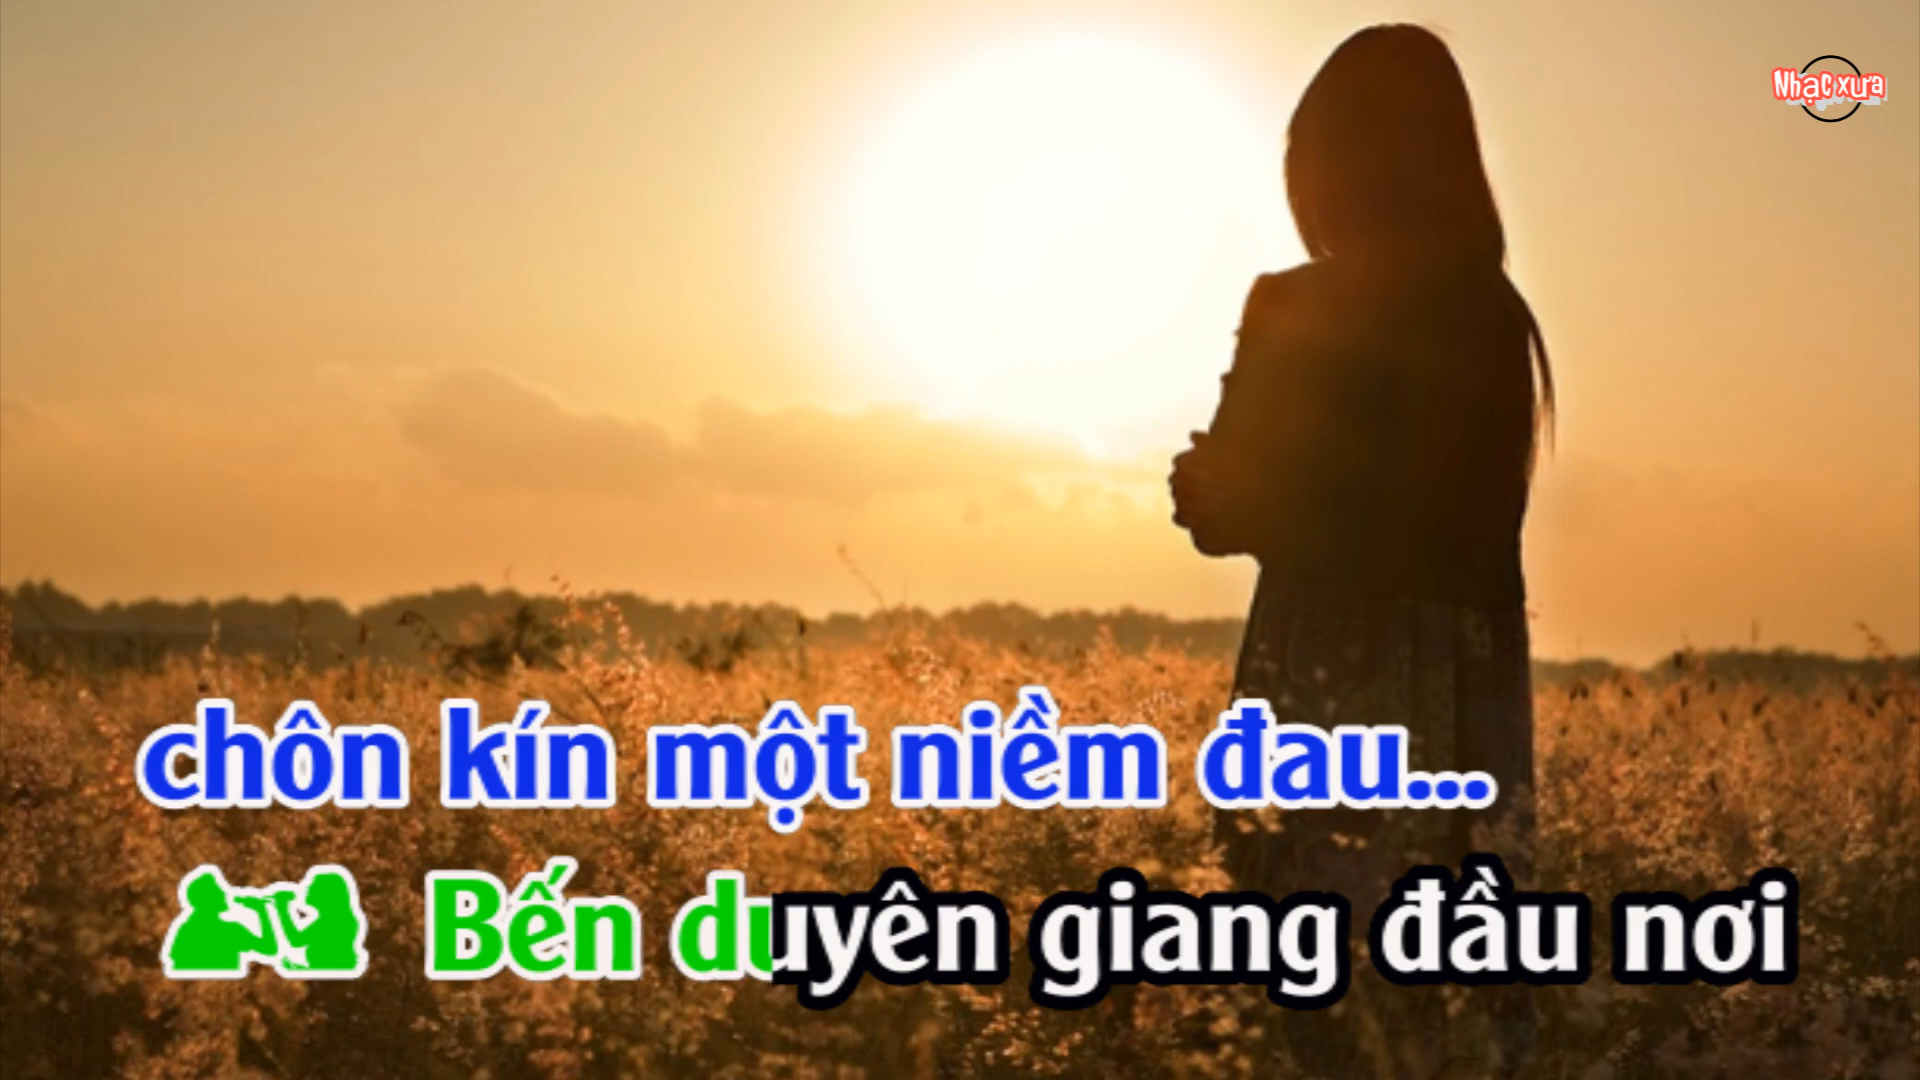 Nhạc xưa
chôn kín một niềm đau...
Bến duyên giang đầu nơi